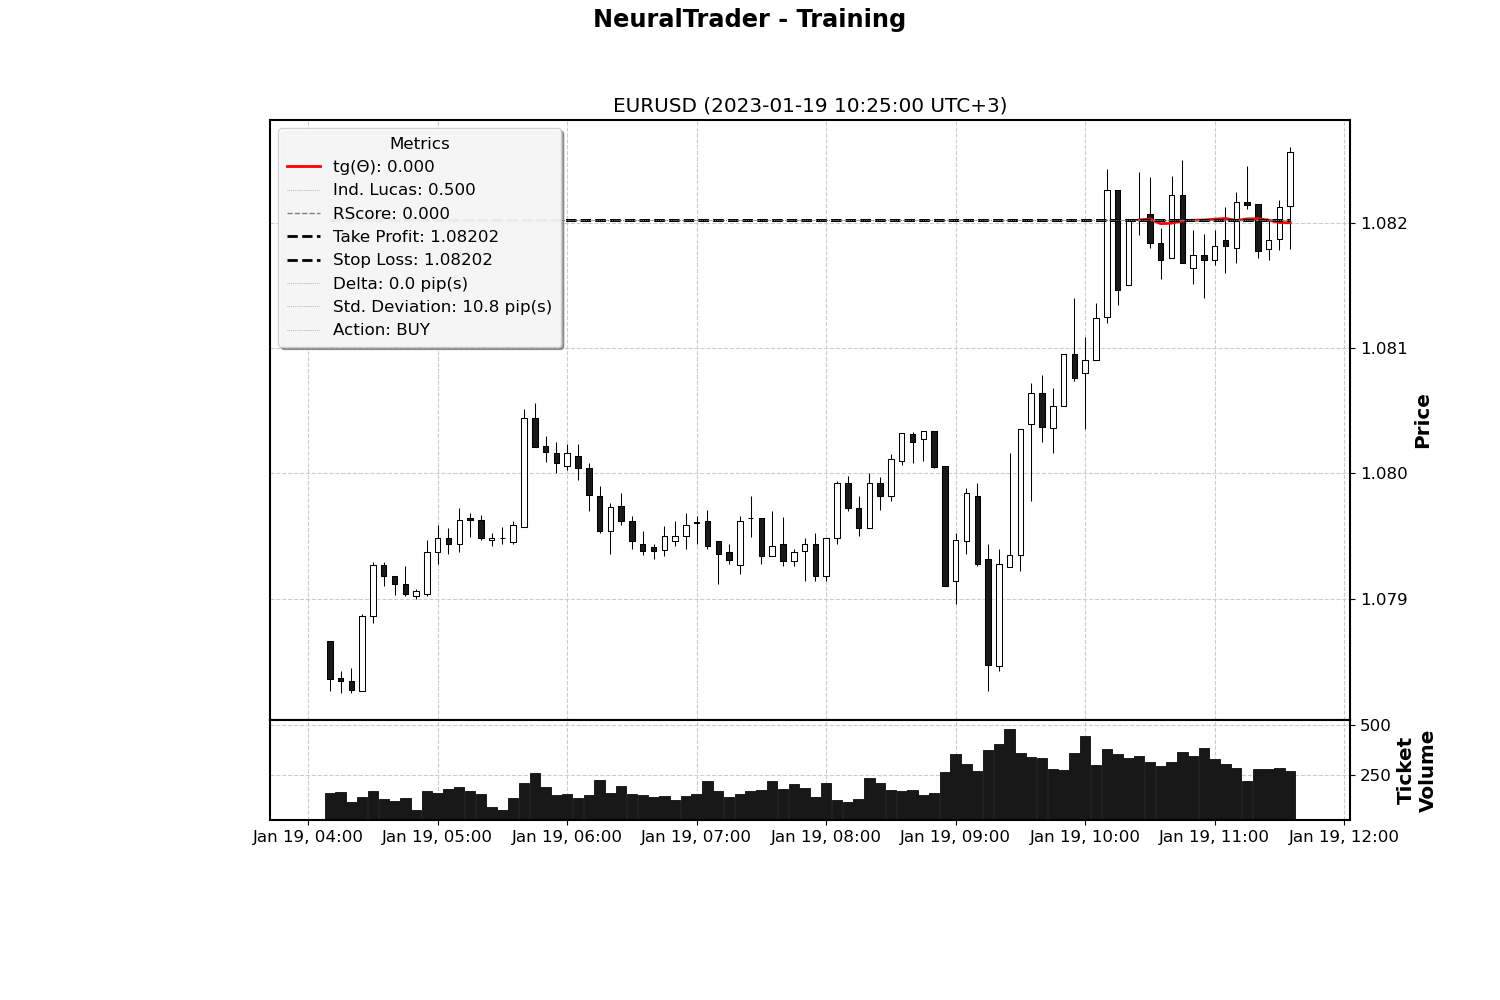 NeuralTrader - Training
EURUSD (2023-01-19 10:25:00 UTC+3)
Metrics
tg(Θ): 0.000
Ind. Lucas: 0.500
RScore: 0.000
Take Profit: 1.08202
Stop Loss: 1.08202
Delta: 0.0 pip(s)
Std. Deviation: 10.8 pip(s)
Action: BUY
1.082
1.081
1.080
1.079
Price
500
250
Ticket
Volume
Jan 19, 04:00
Jan 19, 05:00
Jan 19, 06:00
Jan 19, 07:00
Jan 19, 08:00
Jan 19, 09:00
Jan 19, 10:00
Jan 19, 11:00
Jan 19, 12:00